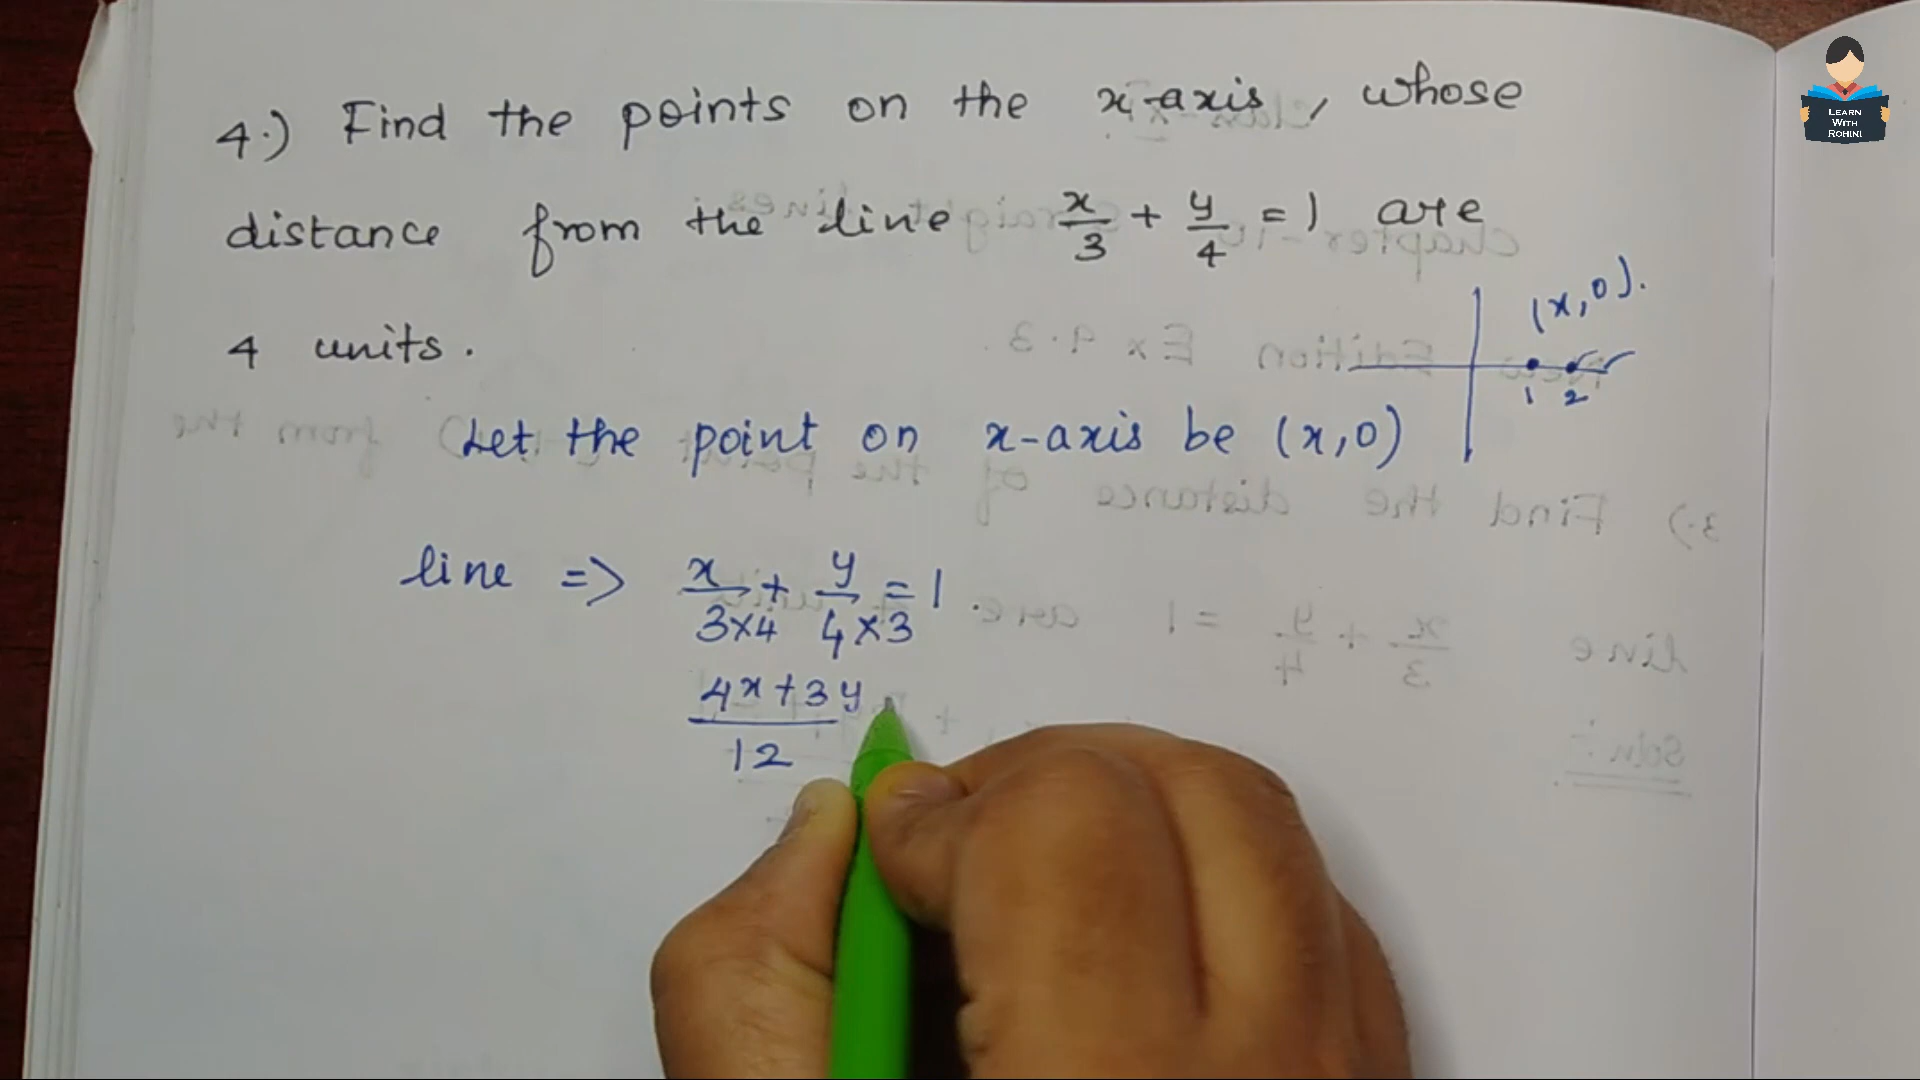 4.) Find the points on the x-axis, whose
distance from the line x/3 + y/4 = 1 are
4 units.
(x,0).
1 2
Let the point on x-axis be (x,0)
line => x/3×4 + y/4×3 = 1.
4x+3y/12
LEARN
WITH
ROHINI